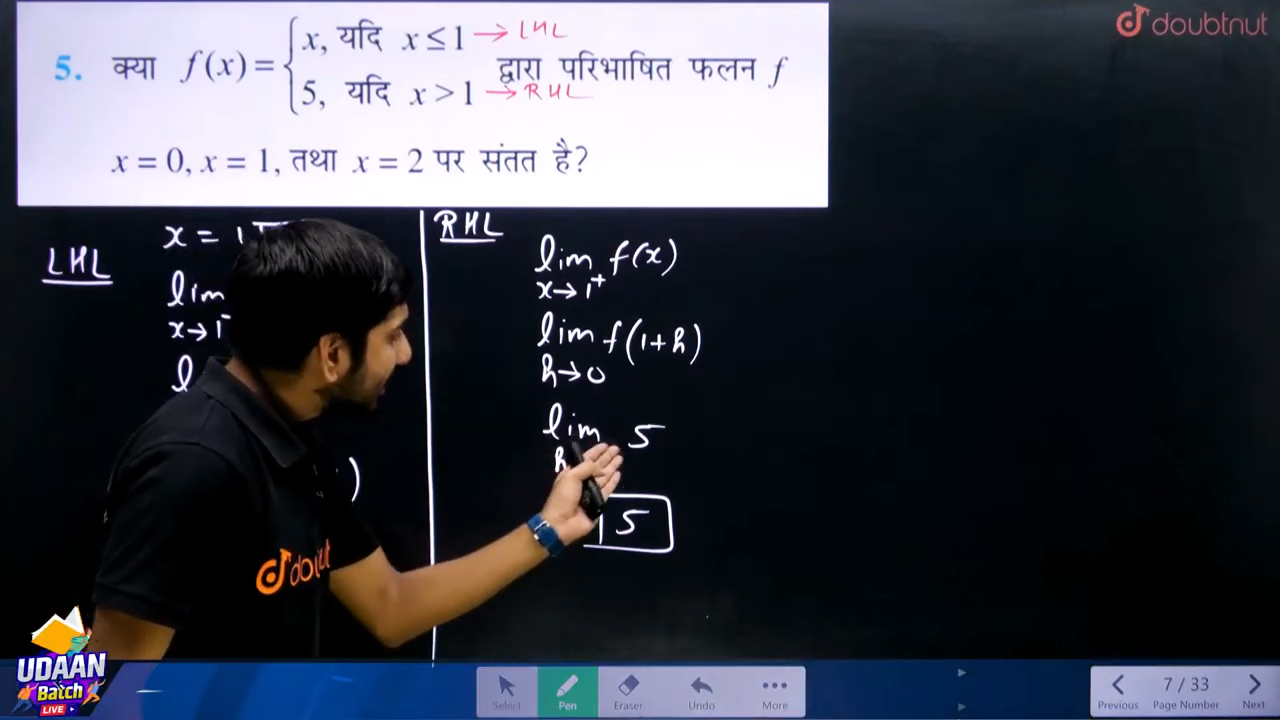 doubtnut
5. क्या f(x) = { x, यदि x ≤ 1 → LHL
5, यदि x > 1 → RHL
द्वारा परिभाषित फलन f
x = 0, x = 1, तथा x = 2 पर संतत है?
x = 1
LHL
lim
x→1⁻
)
RHL
lim f(x)
x→1⁺
lim f(1+h)
h→0
lim 5
h
5
doubtnut
UDAAN
Batch
LIVE
Select
Pen
Eraser
Undo
More
Previous
7 / 33
Page Number
Next